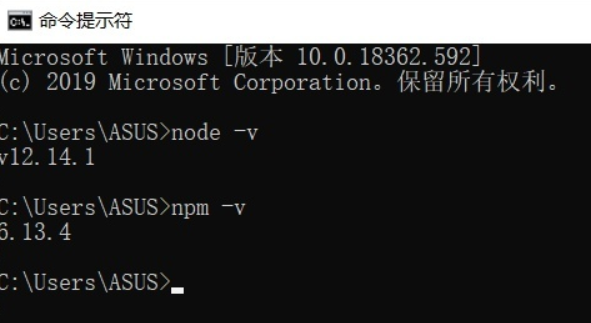 命令提示符
Microsoft Windows [版本 10.0.18362.592]
(c) 2019 Microsoft Corporation。保留所有权利。
C:\Users\ASUS>node -v
v12.14.1
C:\Users\ASUS>npm -v
6.13.4
C:\Users\ASUS>